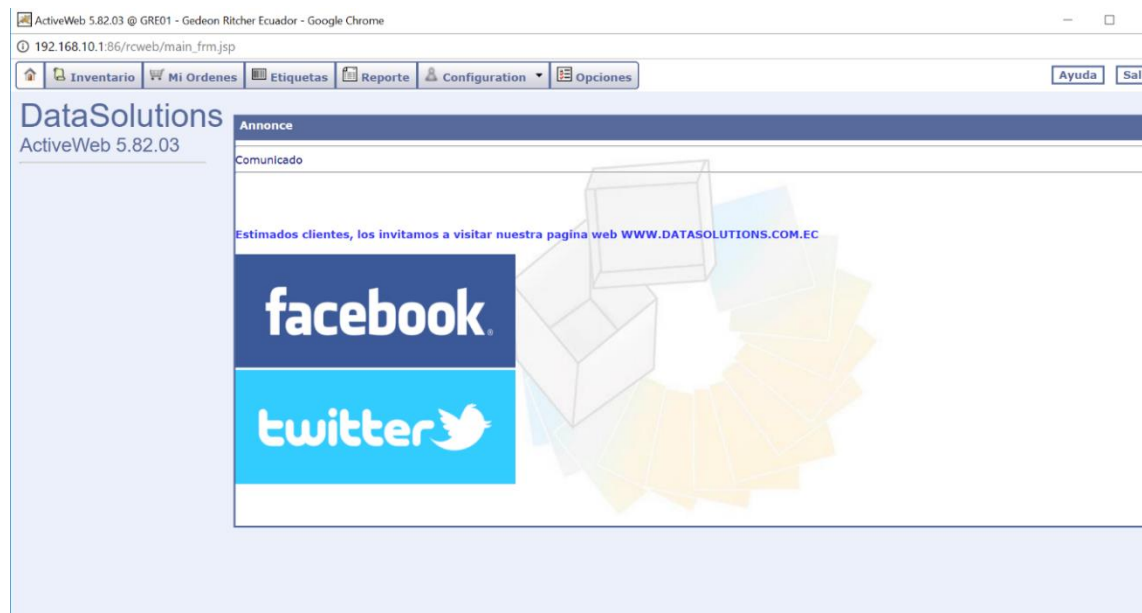 ActiveWeb 5.82.03 @ GRE01 - Gedeon Ritcher Ecuador - Google Chrome
192.168.10.1:86/rcweb/main_frm.jsp
Inventario Mi Ordenes Etiquetas Reporte Configuration Opciones Ayuda Sal
DataSolutions
ActiveWeb 5.82.03
Annonce
Comunicado
Estimados clientes, los invitamos a visitar nuestra pagina web WWW.DATASOLUTIONS.COM.EC
facebook®
twitter